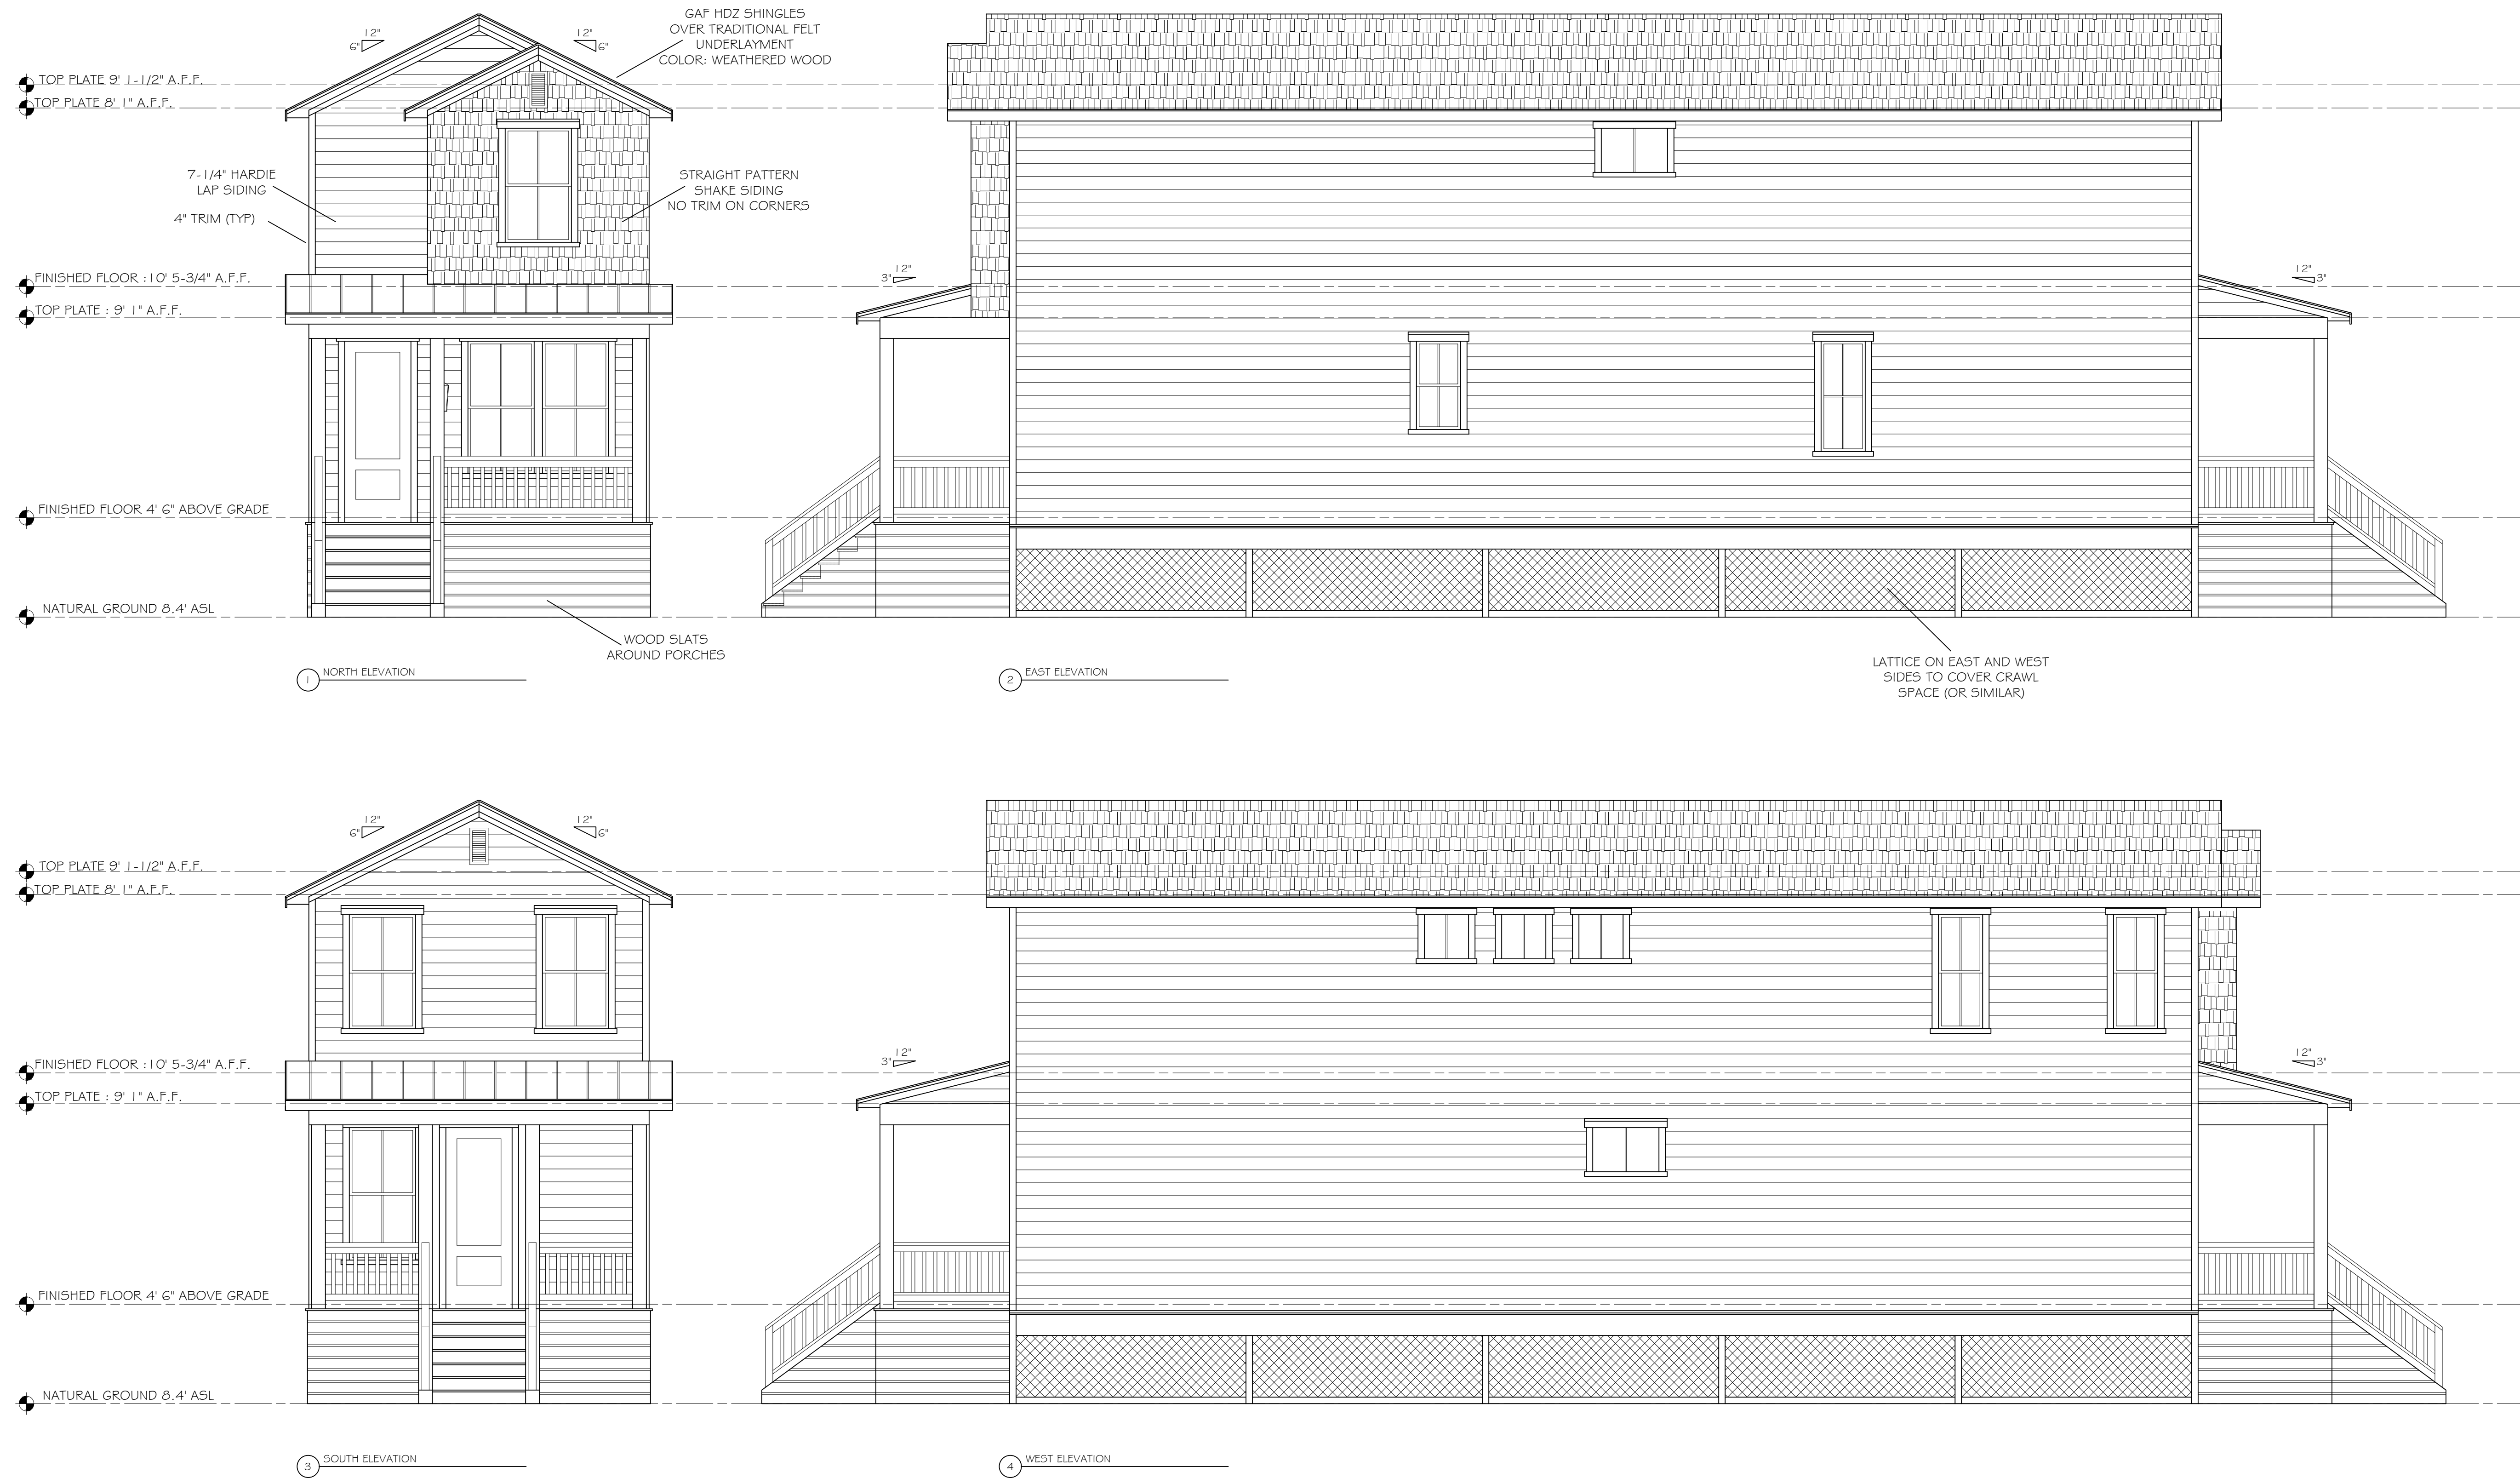 12"
6"
12"
6"
GAF HDZ SHINGLES
OVER TRADITIONAL FELT
UNDERLAYMENT
COLOR: WEATHERED WOOD
TOP PLATE 9' 1-1/2" A.F.F.
TOP PLATE 8' 1" A.F.F.
7-1/4" HARDIE
LAP SIDING
4" TRIM (TYP)
STRAIGHT PATTERN
SHAKE SIDING
NO TRIM ON CORNERS
FINISHED FLOOR :10' 5-3/4" A.F.F.
TOP PLATE : 9' 1" A.F.F.
12"
3"
12"
3"
FINISHED FLOOR 4' 6" ABOVE GRADE
NATURAL GROUND 8.4' ASL
WOOD SLATS
AROUND PORCHES
LATTICE ON EAST AND WEST
SIDES TO COVER CRAWL
SPACE (OR SIMILAR)
1 NORTH ELEVATION
2 EAST ELEVATION
12"
6"
12"
6"
TOP PLATE 9' 1-1/2" A.F.F.
TOP PLATE 8' 1" A.F.F.
FINISHED FLOOR :10' 5-3/4" A.F.F.
TOP PLATE : 9' 1" A.F.F.
12"
3"
12"
3"
FINISHED FLOOR 4' 6" ABOVE GRADE
NATURAL GROUND 8.4' ASL
3 SOUTH ELEVATION
4 WEST ELEVATION